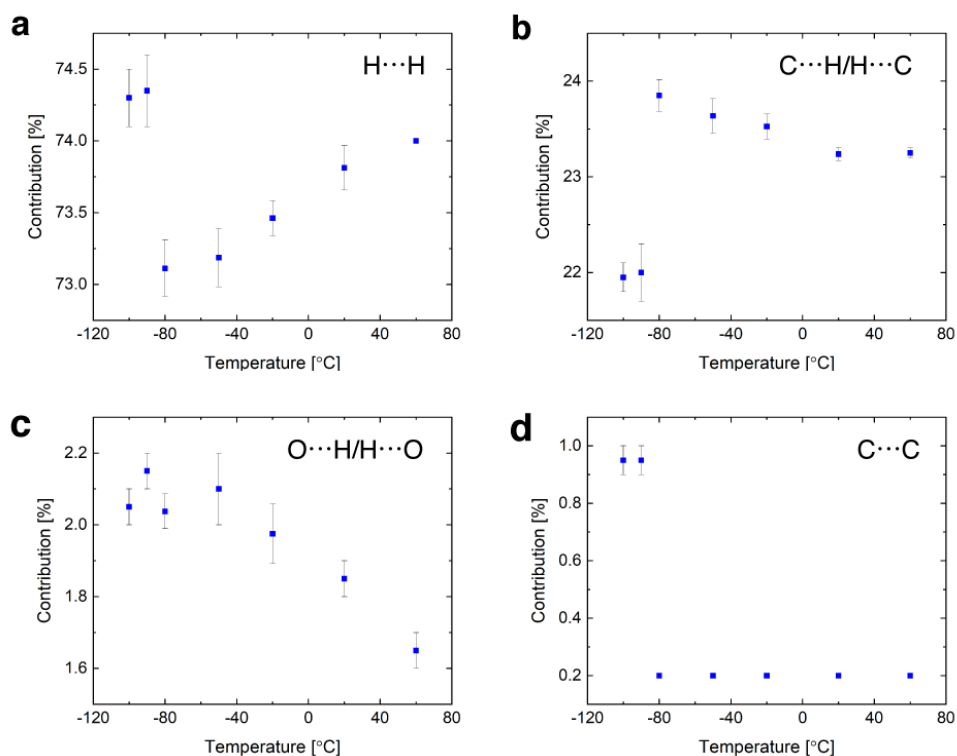 a
H···H
74.5
74.0
73.5
73.0
Contribution [%]
-120 -80 -40 0 40 80
Temperature [°C]
b
C···H/H···C
24
23
22
Contribution [%]
-120 -80 -40 0 40 80
Temperature [°C]
c
O···H/H···O
2.2
2.0
1.8
1.6
Contribution [%]
-120 -80 -40 0 40 80
Temperature [°C]
d
C···C
1.0
0.8
0.6
0.4
0.2
Contribution [%]
-120 -80 -40 0 40 80
Temperature [°C]